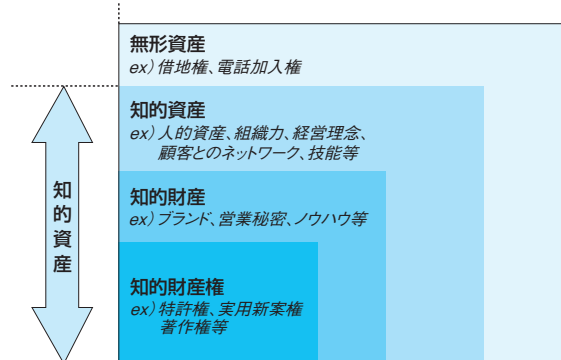 無形資産
ex）借地権、電話加入権
知的資産
ex）人的資産、組織力、経営理念、
顧客とのネットワーク、技能等
知的財産
ex）ブランド、営業秘密、ノウハウ等
知的財産権
ex）特許権、実用新案権
著作権等
知的資産